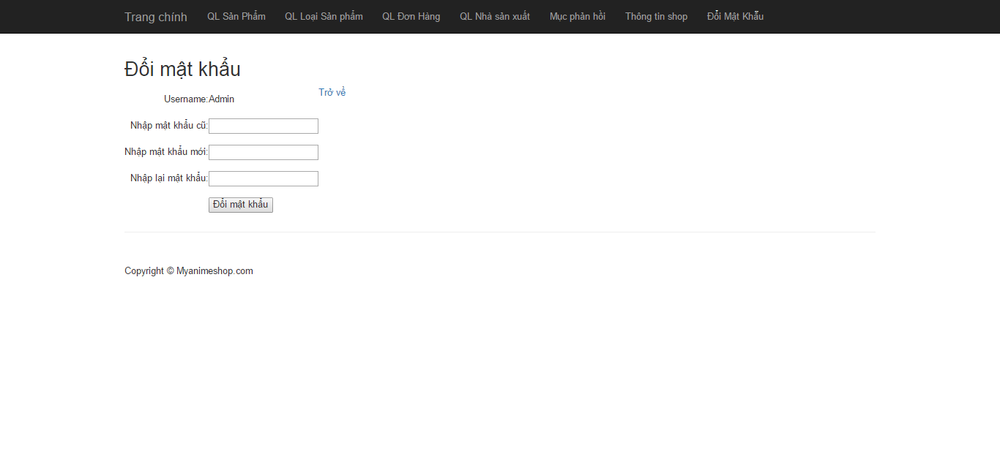 Trang chính QL Sản Phẩm QL Loại Sản phẩm QL Đơn Hàng QL Nhà sản xuất Mục phản hồi Thông tin shop Đổi Mật Khẩu
Đổi mật khẩu
Username:Admin Trở về
Nhập mật khẩu cũ:
Nhập mật khẩu mới:
Nhập lại mật khẩu:
Đổi mật khẩu
Copyright © Myanimeshop.com